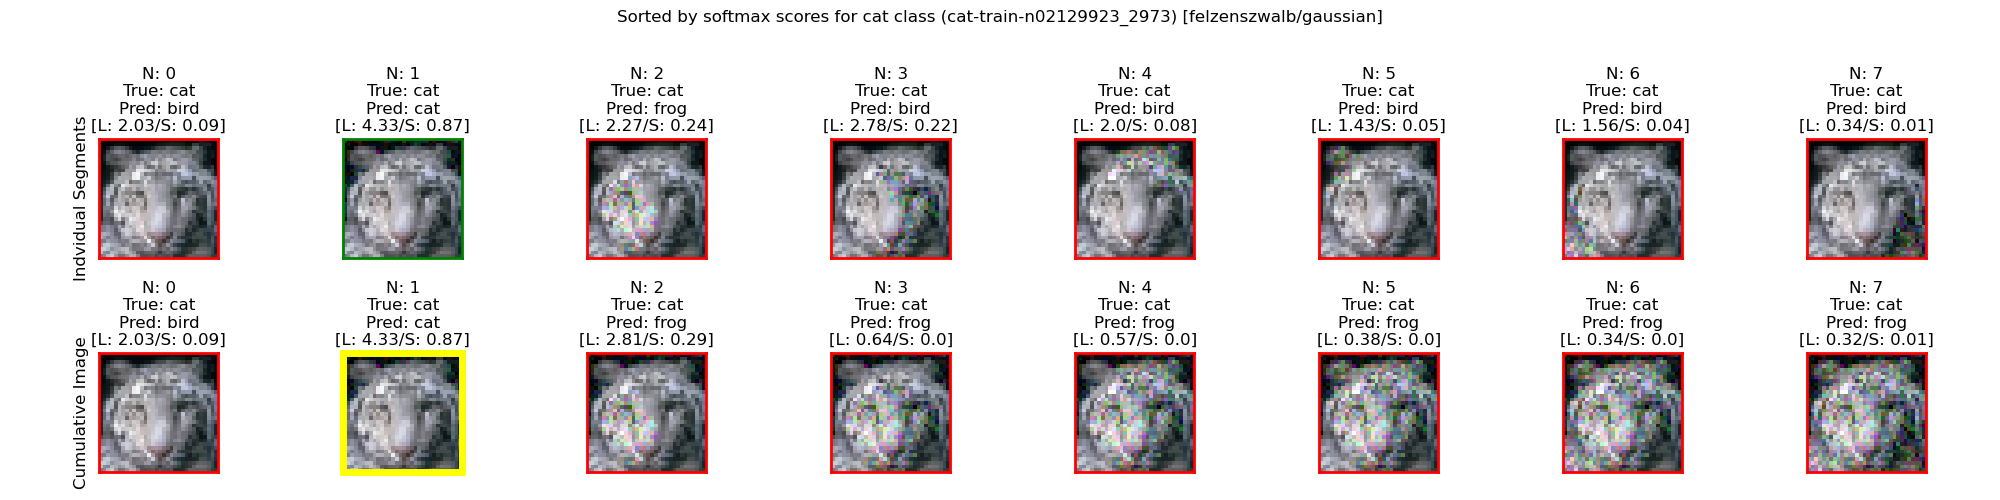 Sorted by softmax scores for cat class (cat-train-n02129923_2973) [felzenszwalb/gaussian]
Indvidual Segments
N: 0
True: cat
Pred: bird
[L: 2.03/S: 0.09]
N: 1
True: cat
Pred: cat
[L: 4.33/S: 0.87]
N: 2
True: cat
Pred: frog
[L: 2.27/S: 0.24]
N: 3
True: cat
Pred: bird
[L: 2.78/S: 0.22]
N: 4
True: cat
Pred: bird
[L: 2.0/S: 0.08]
N: 5
True: cat
Pred: bird
[L: 1.43/S: 0.05]
N: 6
True: cat
Pred: bird
[L: 1.56/S: 0.04]
N: 7
True: cat
Pred: bird
[L: 0.34/S: 0.01]
Cumulative Image
N: 0
True: cat
Pred: bird
[L: 2.03/S: 0.09]
N: 1
True: cat
Pred: cat
[L: 4.33/S: 0.87]
N: 2
True: cat
Pred: frog
[L: 2.81/S: 0.29]
N: 3
True: cat
Pred: frog
[L: 0.64/S: 0.0]
N: 4
True: cat
Pred: frog
[L: 0.57/S: 0.0]
N: 5
True: cat
Pred: frog
[L: 0.38/S: 0.0]
N: 6
True: cat
Pred: frog
[L: 0.34/S: 0.0]
N: 7
True: cat
Pred: frog
[L: 0.32/S: 0.01]